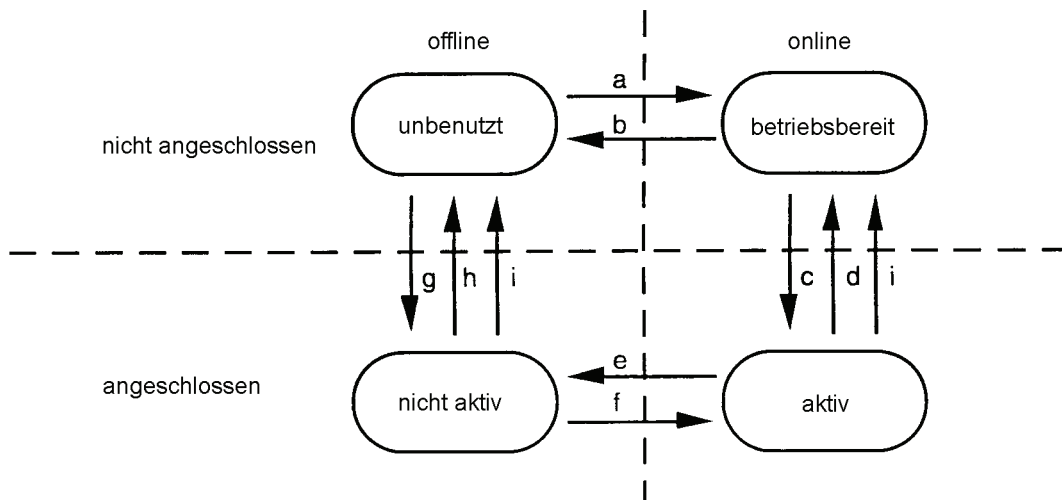 offline
online
a
unbenutzt
b
betriebsbereit
nicht angeschlossen
g
h
i
c
d
i
e
angeschlossen
nicht aktiv
f
aktiv